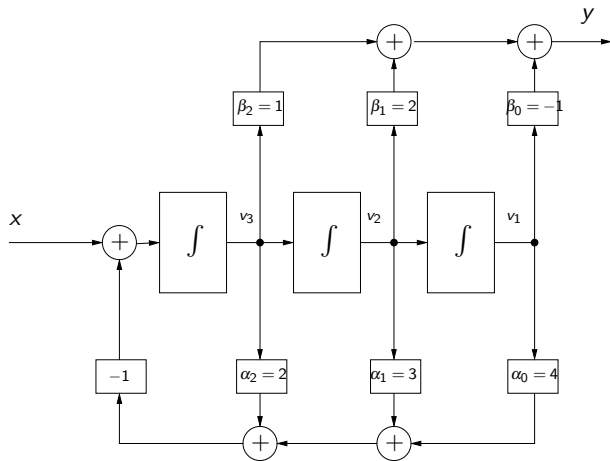 y
β₂ = 1
β₁ = 2
β₀ = −1
+
+
x
+
∫
v₃
∫
v₂
∫
v₁
−1
α₂ = 2
α₁ = 3
α₀ = 4
+
+